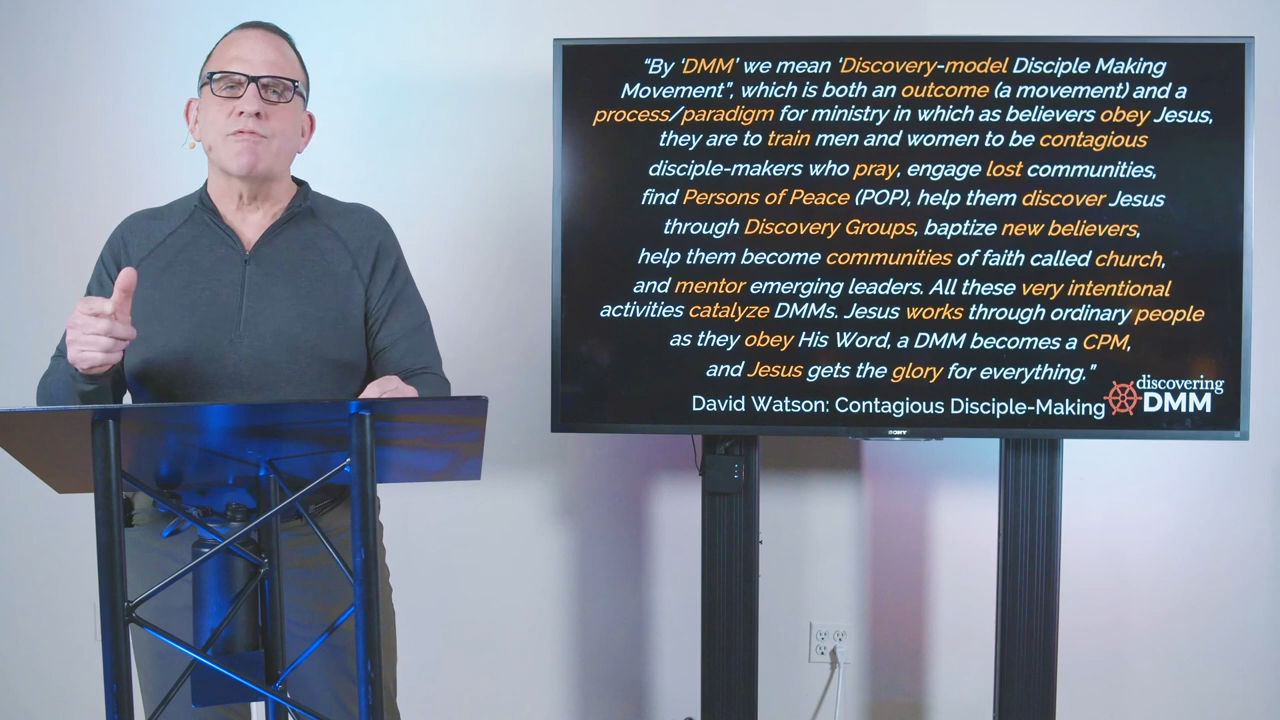 “By ‘DMM’ we mean ‘Discovery-model Disciple Making
Movement”, which is both an outcome (a movement) and a
process/paradigm for ministry in which as believers obey Jesus,
they are to train men and women to be contagious
disciple-makers who pray, engage lost communities,
find Persons of Peace (POP), help them discover Jesus
through Discovery Groups, baptize new believers,
help them become communities of faith called church,
and mentor emerging leaders. All these very intentional
activities catalyze DMMs. Jesus works through ordinary people
as they obey His Word, a DMM becomes a CPM,
and Jesus gets the glory for everything.”
David Watson: Contagious Disciple-Making
discovering
DMM
SONY